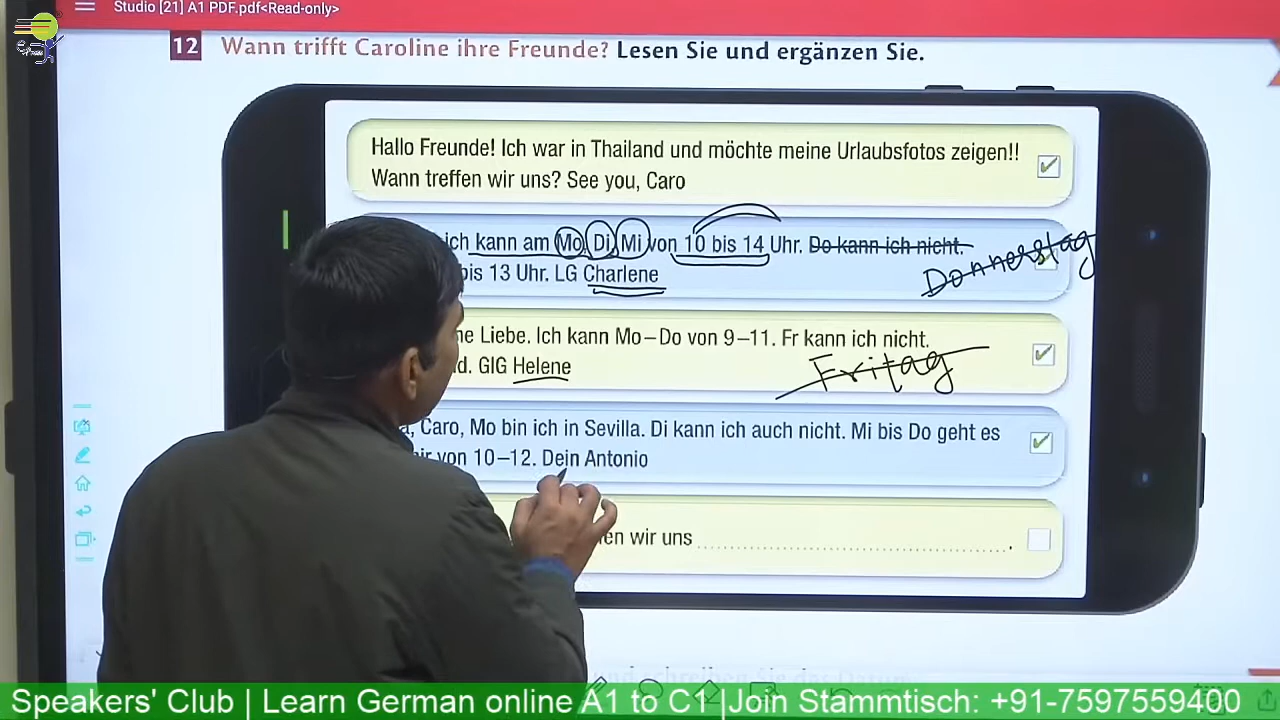 Studio [21] A1 PDF.pdf<Read-only>
12 Wann trifft Caroline ihre Freunde? Lesen Sie und ergänzen Sie.
Hallo Freunde! Ich war in Thailand und möchte meine Urlaubsfotos zeigen!!
Wann treffen wir uns? See you, Caro
ich kann am Mo, Di, Mi von 10 bis 14 Uhr. Do kann ich nicht.
Donnerstag
bis 13 Uhr. LG Charlene
Liebe. Ich kann Mo–Do von 9–11. Fr kann ich nicht.
GIG Helene
Fritag
Caro, Mo bin ich in Sevilla. Di kann ich auch nicht. Mi bis Do geht es
von 10–12. Dein Antonio
wir uns ........................................................ .
Speakers' Club | Learn German online A1 to C1 | Join Stammtisch: +91-7597559400